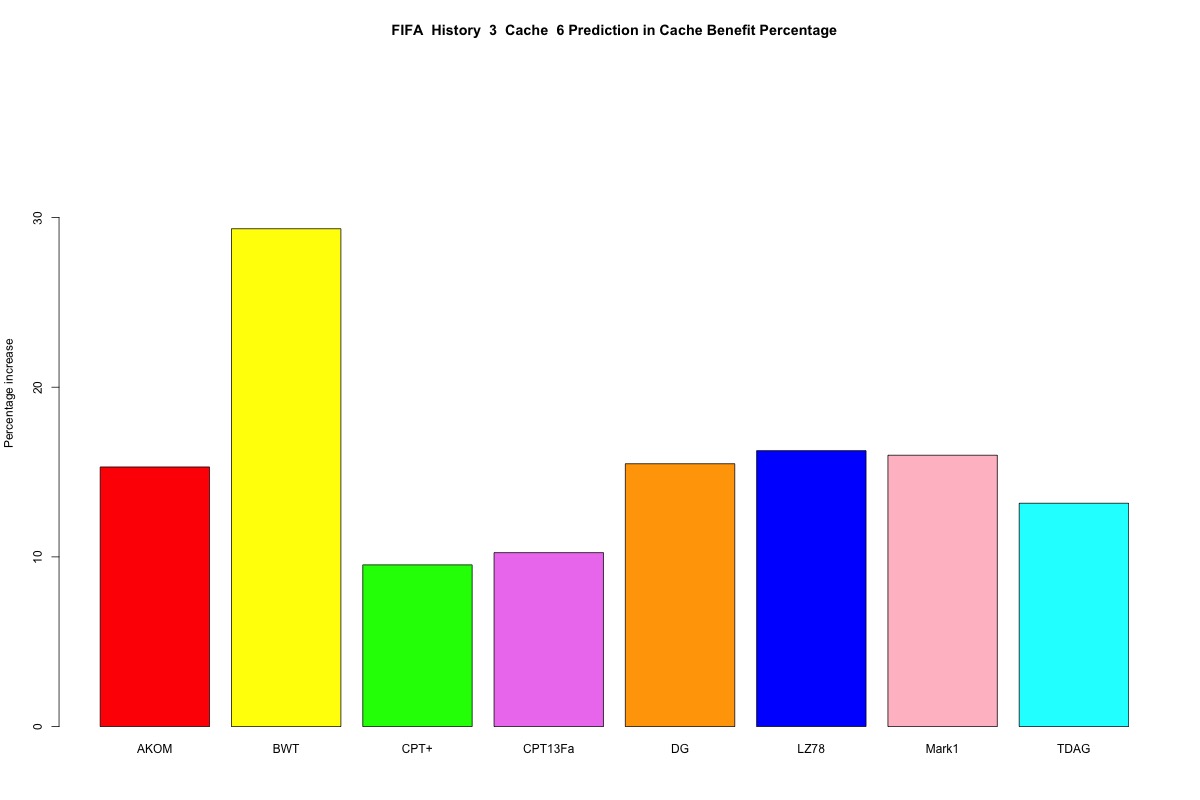 FIFA  History  3  Cache  6 Prediction in Cache Benefit Percentage
Percentage increase
30
20
10
0
AKOM BWT CPT+ CPT13Fa DG LZ78 Mark1 TDAG